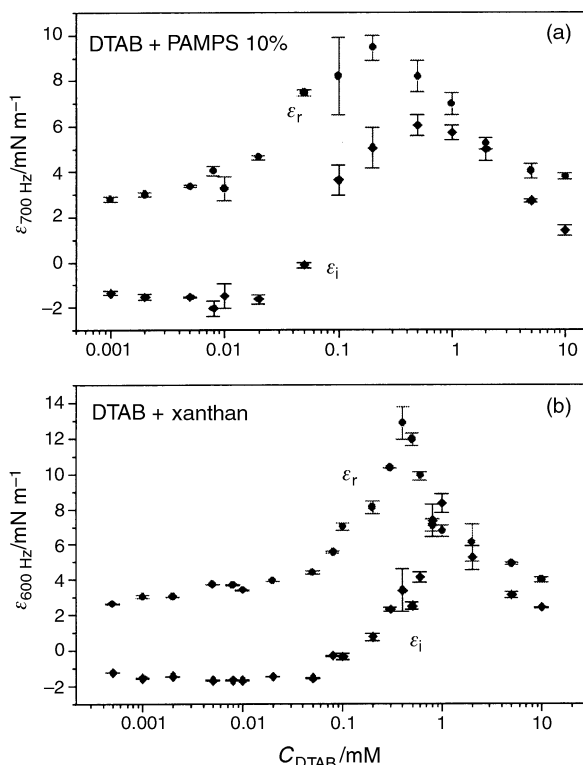 (a)
DTAB + PAMPS 10%
10
8
6
4
2
0
−2
εr
εi
ε700 Hz/mN m−1
0.001
0.01
0.1
1
10
(b)
DTAB + xanthan
14
12
10
8
6
4
2
0
−2
εr
εi
ε600 Hz/mN m−1
0.001
0.01
0.1
1
10
CDTAB/mM